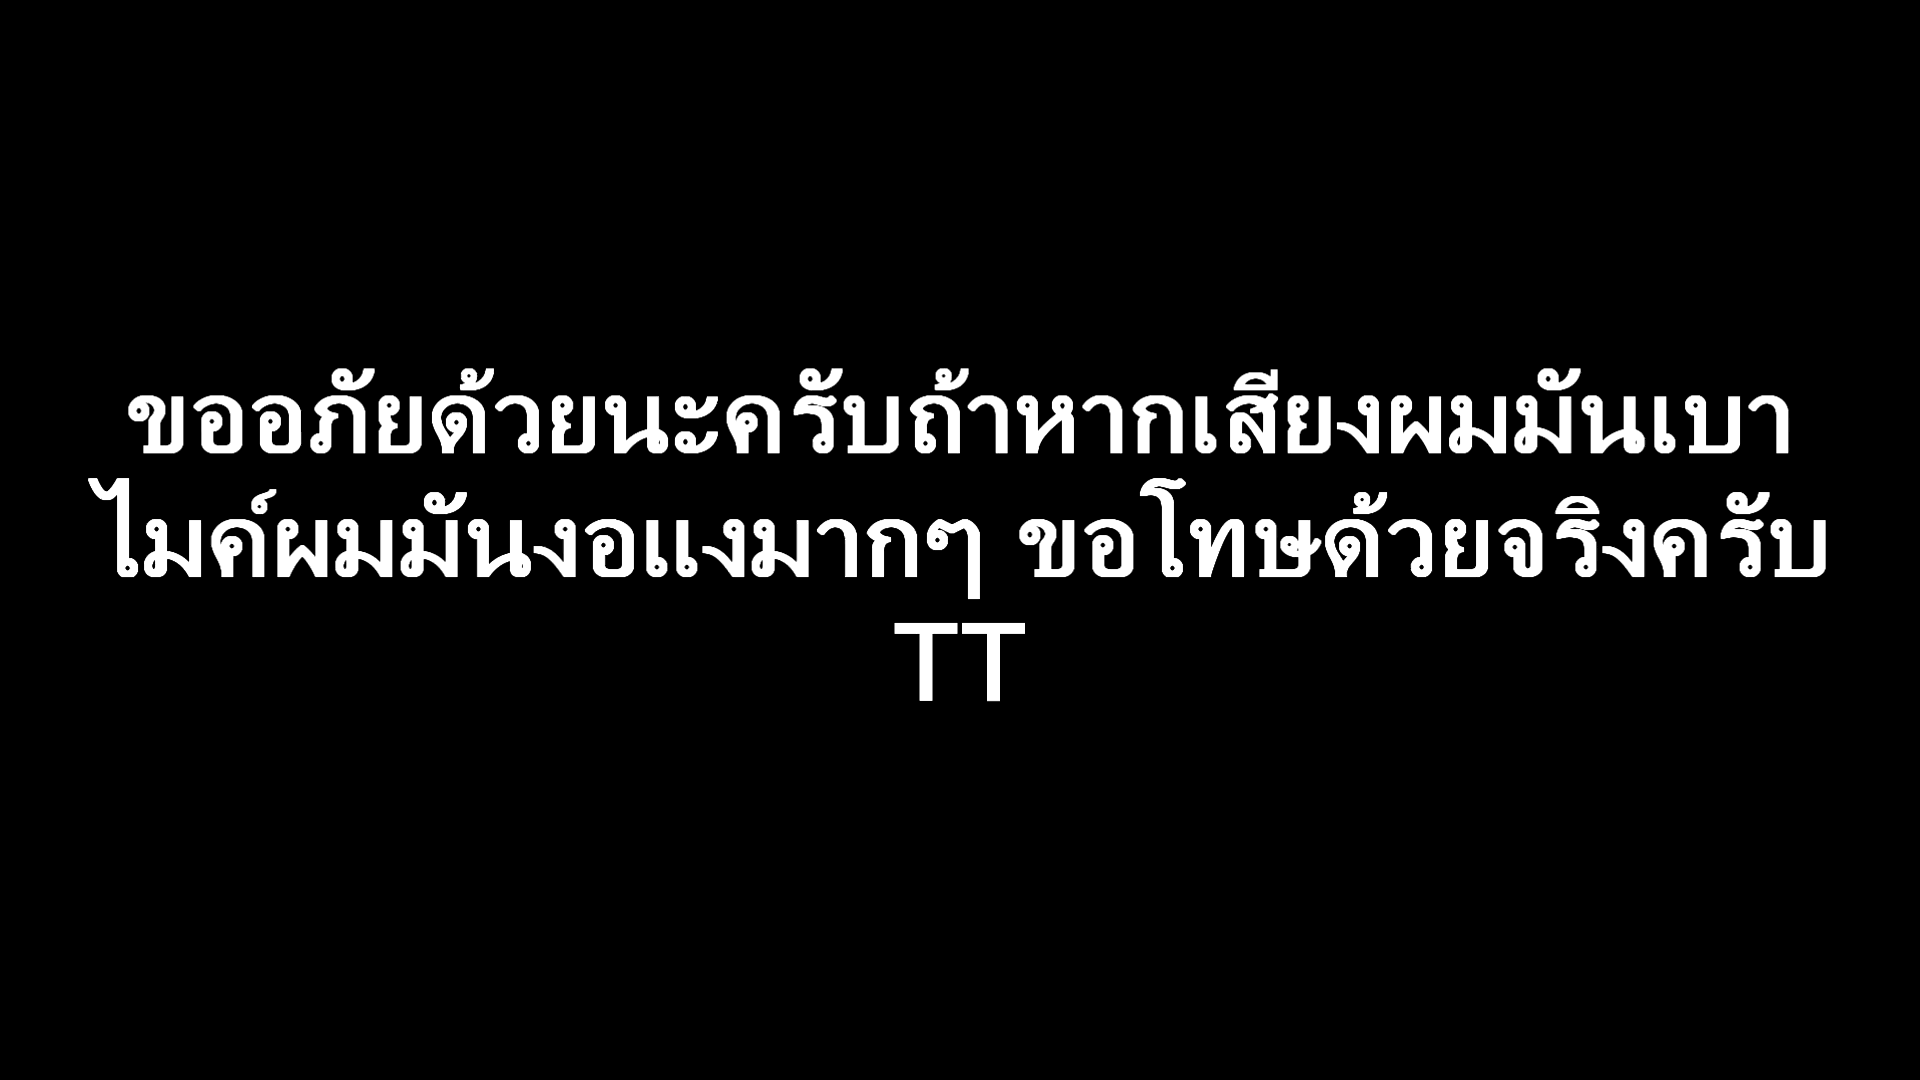 ขออภัยด้วยนะครับถ้าหากเสียงผมมันเบา
ไมค์ผมมันงอแงมากๆ ขอโทษด้วยจริงครับ
TT